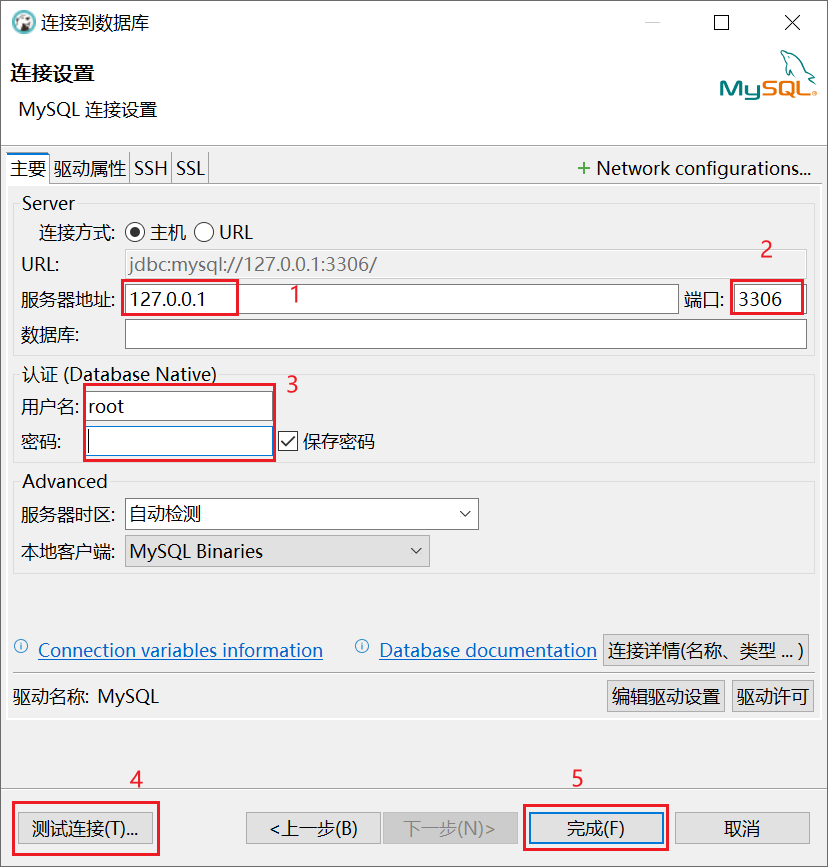 连接到数据库
连接设置
MySQL 连接设置
MySQL
主要 驱动属性 SSH SSL + Network configurations...
Server
连接方式: 主机 URL
2
URL: jdbc:mysql://127.0.0.1:3306/
服务器地址: 127.0.0.1 1 端口: 3306
数据库:
认证 (Database Native)
3
用户名: root
密码: 保存密码
Advanced
服务器时区: 自动检测
本地客户端: MySQL Binaries
Connection variables information Database documentation 连接详情(名称、类型 ... )
驱动名称: MySQL 编辑驱动设置 驱动许可
4 5
测试连接(T)... <上一步(B) 下一步(N)> 完成(F) 取消